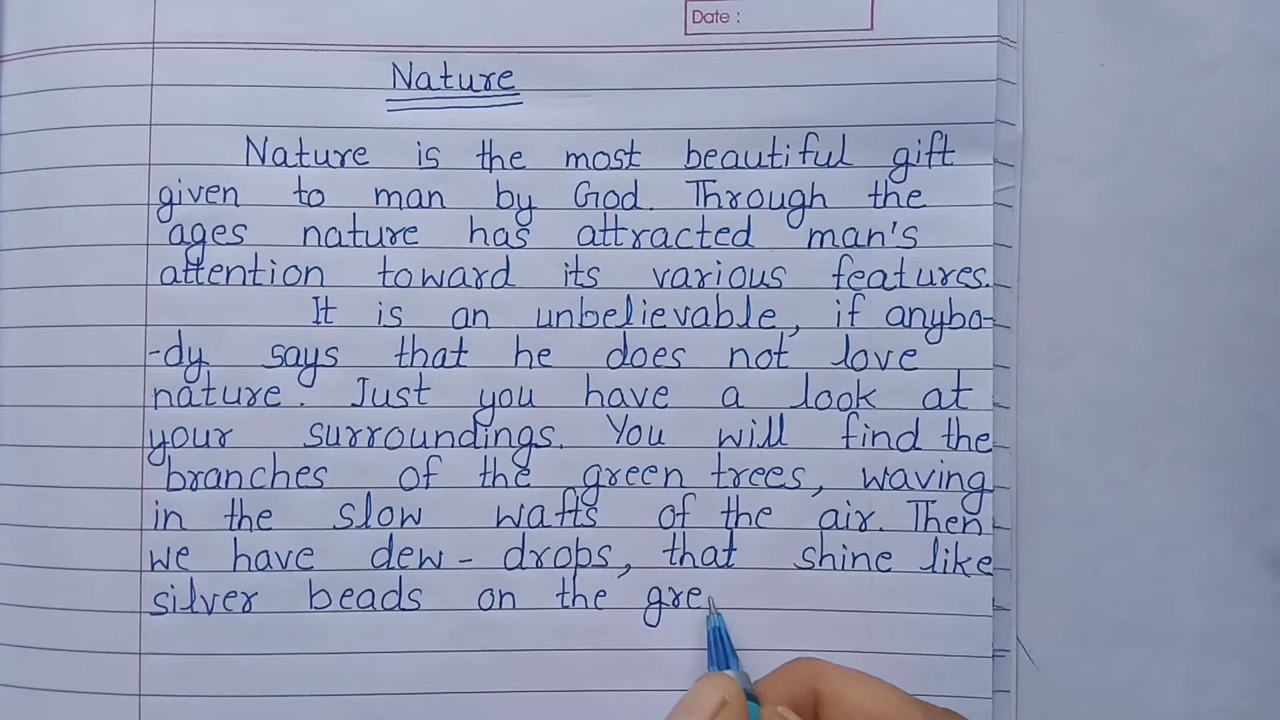 Date :
Nature
Nature is the most beautiful gift
given to man by God. Through the
ages nature has attracted man's
attention toward its various features.
It is an unbelievable, if anybo-
-dy says that he does not love
nature. Just you have a look at
your surroundings. You will find the
branches of the green trees, waving
in the slow wafts of the air. Then
we have dew - drops, that shine like
silver beads on the gre